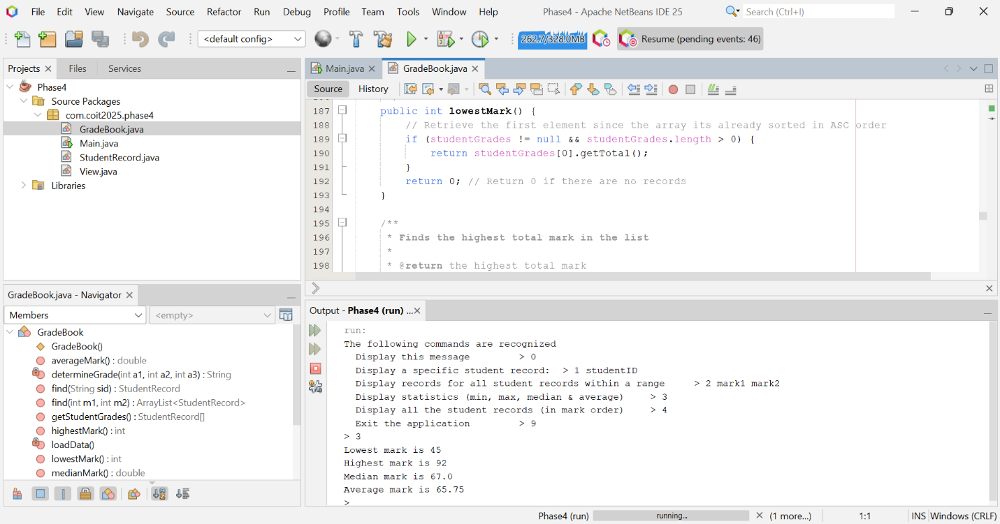 File Edit View Navigate Source Refactor Run Debug Profile Team Tools Window Help Phase4 - Apache NetBeans IDE 25 Search (Ctrl+I)
<default config> 262.7/328.0MB Resume (pending events: 46)
Projects Files Services
Phase4
Source Packages
com.coit2025.phase4
GradeBook.java
Main.java
StudentRecord.java
View.java
Libraries
Main.java GradeBook.java
Source History
187 public int lowestMark() {
188 // Retrieve the first element since the array its already sorted in ASC order
189 if (studentGrades != null && studentGrades.length > 0) {
190 return studentGrades[0].getTotal();
191 }
192 return 0; // Return 0 if there are no records
193 }
194
195 /**
196 * Finds the highest total mark in the list
197 *
198 * @return the highest total mark
GradeBook.java - Navigator
Members <empty>
GradeBook
GradeBook()
averageMark() : double
determineGrade(int a1, int a2, int a3) : String
find(String sid) : StudentRecord
find(int m1, int m2) : ArrayList<StudentRecord>
getStudentGrades() : StudentRecord[]
highestMark() : int
loadData()
lowestMark() : int
medianMark() : double
Output - Phase4 (run) ...
run:
The following commands are recognized
Display this message > 0
Display a specific student record: > 1 studentID
Display records for all student records within a range > 2 mark1 mark2
Display statistics (min, max, median & average) > 3
Display all the student records (in mark order) > 4
Exit the application > 9
> 3
Lowest mark is 45
Highest mark is 92
Median mark is 67.0
Average mark is 65.75
>
Phase4 (run) running... (1 more...) 1:1 INS Windows (CRLF)